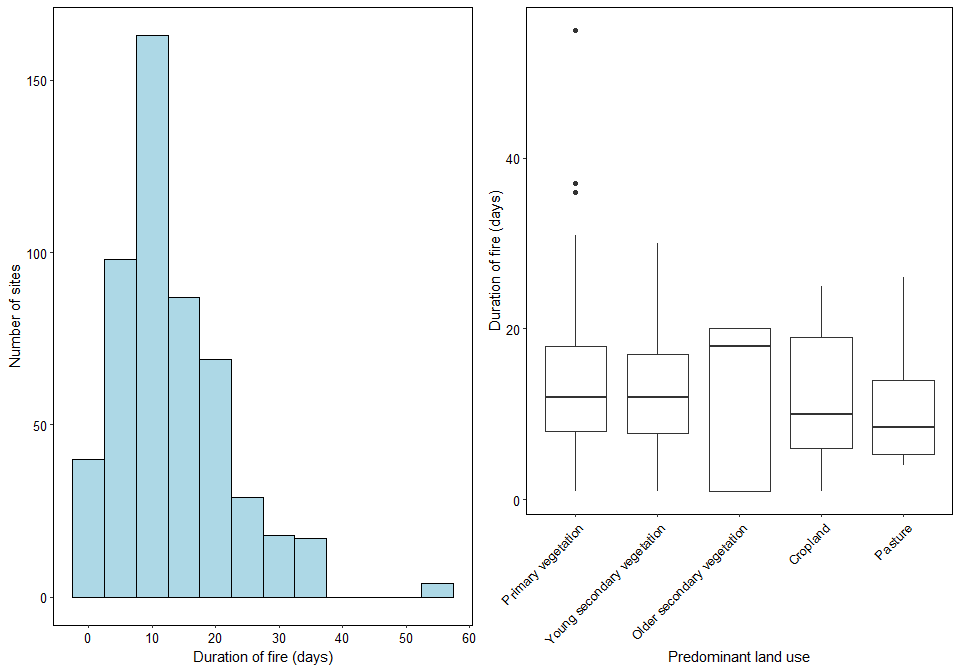 150
100
50
0
Number of sites
0 10 20 30 40 50 60
Duration of fire (days)
40
20
0
Duration of fire (days)
Primary vegetation
Young secondary vegetation
Older secondary vegetation
Cropland
Pasture
Predominant land use